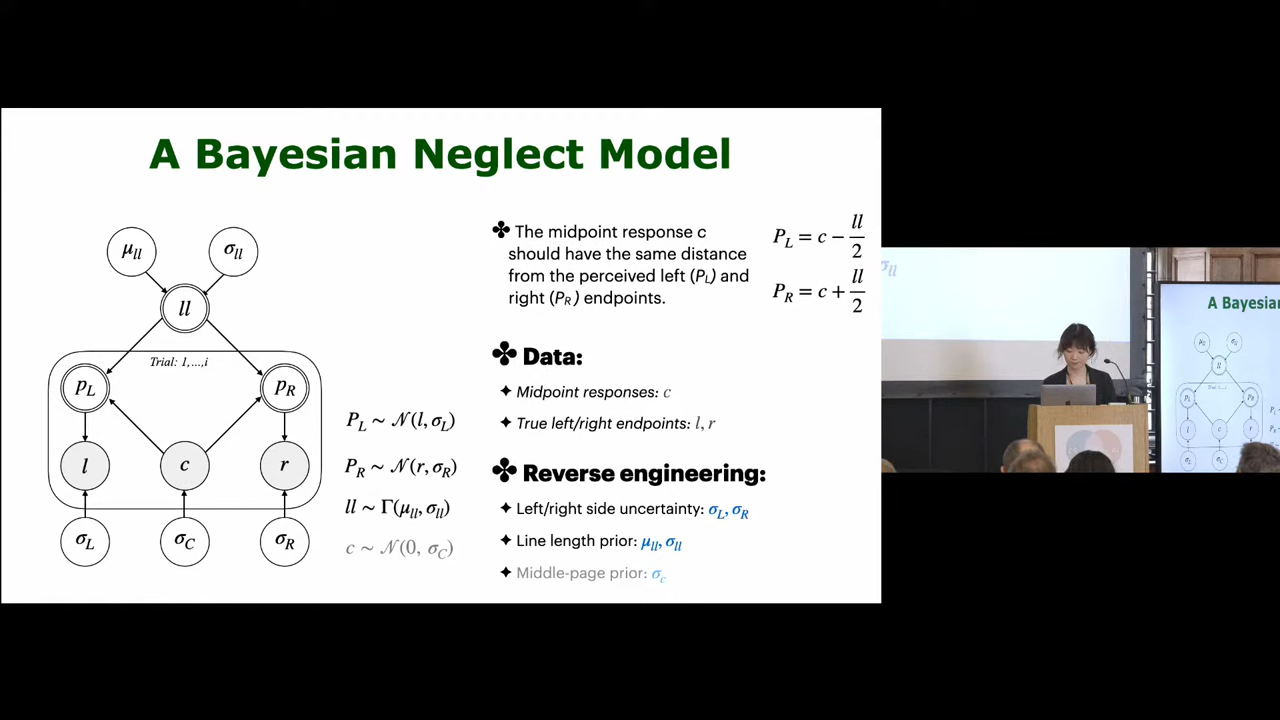 A Bayesian Neglect Model
μ_ll
σ_ll
ll
Trial: 1,...,i
p_L
p_R
l
c
r
σ_L
σ_C
σ_R
P_L ∼ 𝒩(l, σ_L)
P_R ∼ 𝒩(r, σ_R)
ll ∼ Γ(μ_ll, σ_ll)
c ∼ 𝒩(0, σ_C)
✤ The midpoint response c
should have the same distance
from the perceived left (P_L) and
right (P_R) endpoints.
P_L = c − ll/2
P_R = c + ll/2
✤ Data:
✦ Midpoint responses: c
✦ True left/right endpoints: l, r
✤ Reverse engineering:
✦ Left/right side uncertainty: σ_L, σ_R
✦ Line length prior: μ_ll, σ_ll
✦ Middle-page prior: σ_c
σ_ll
A Bayesian